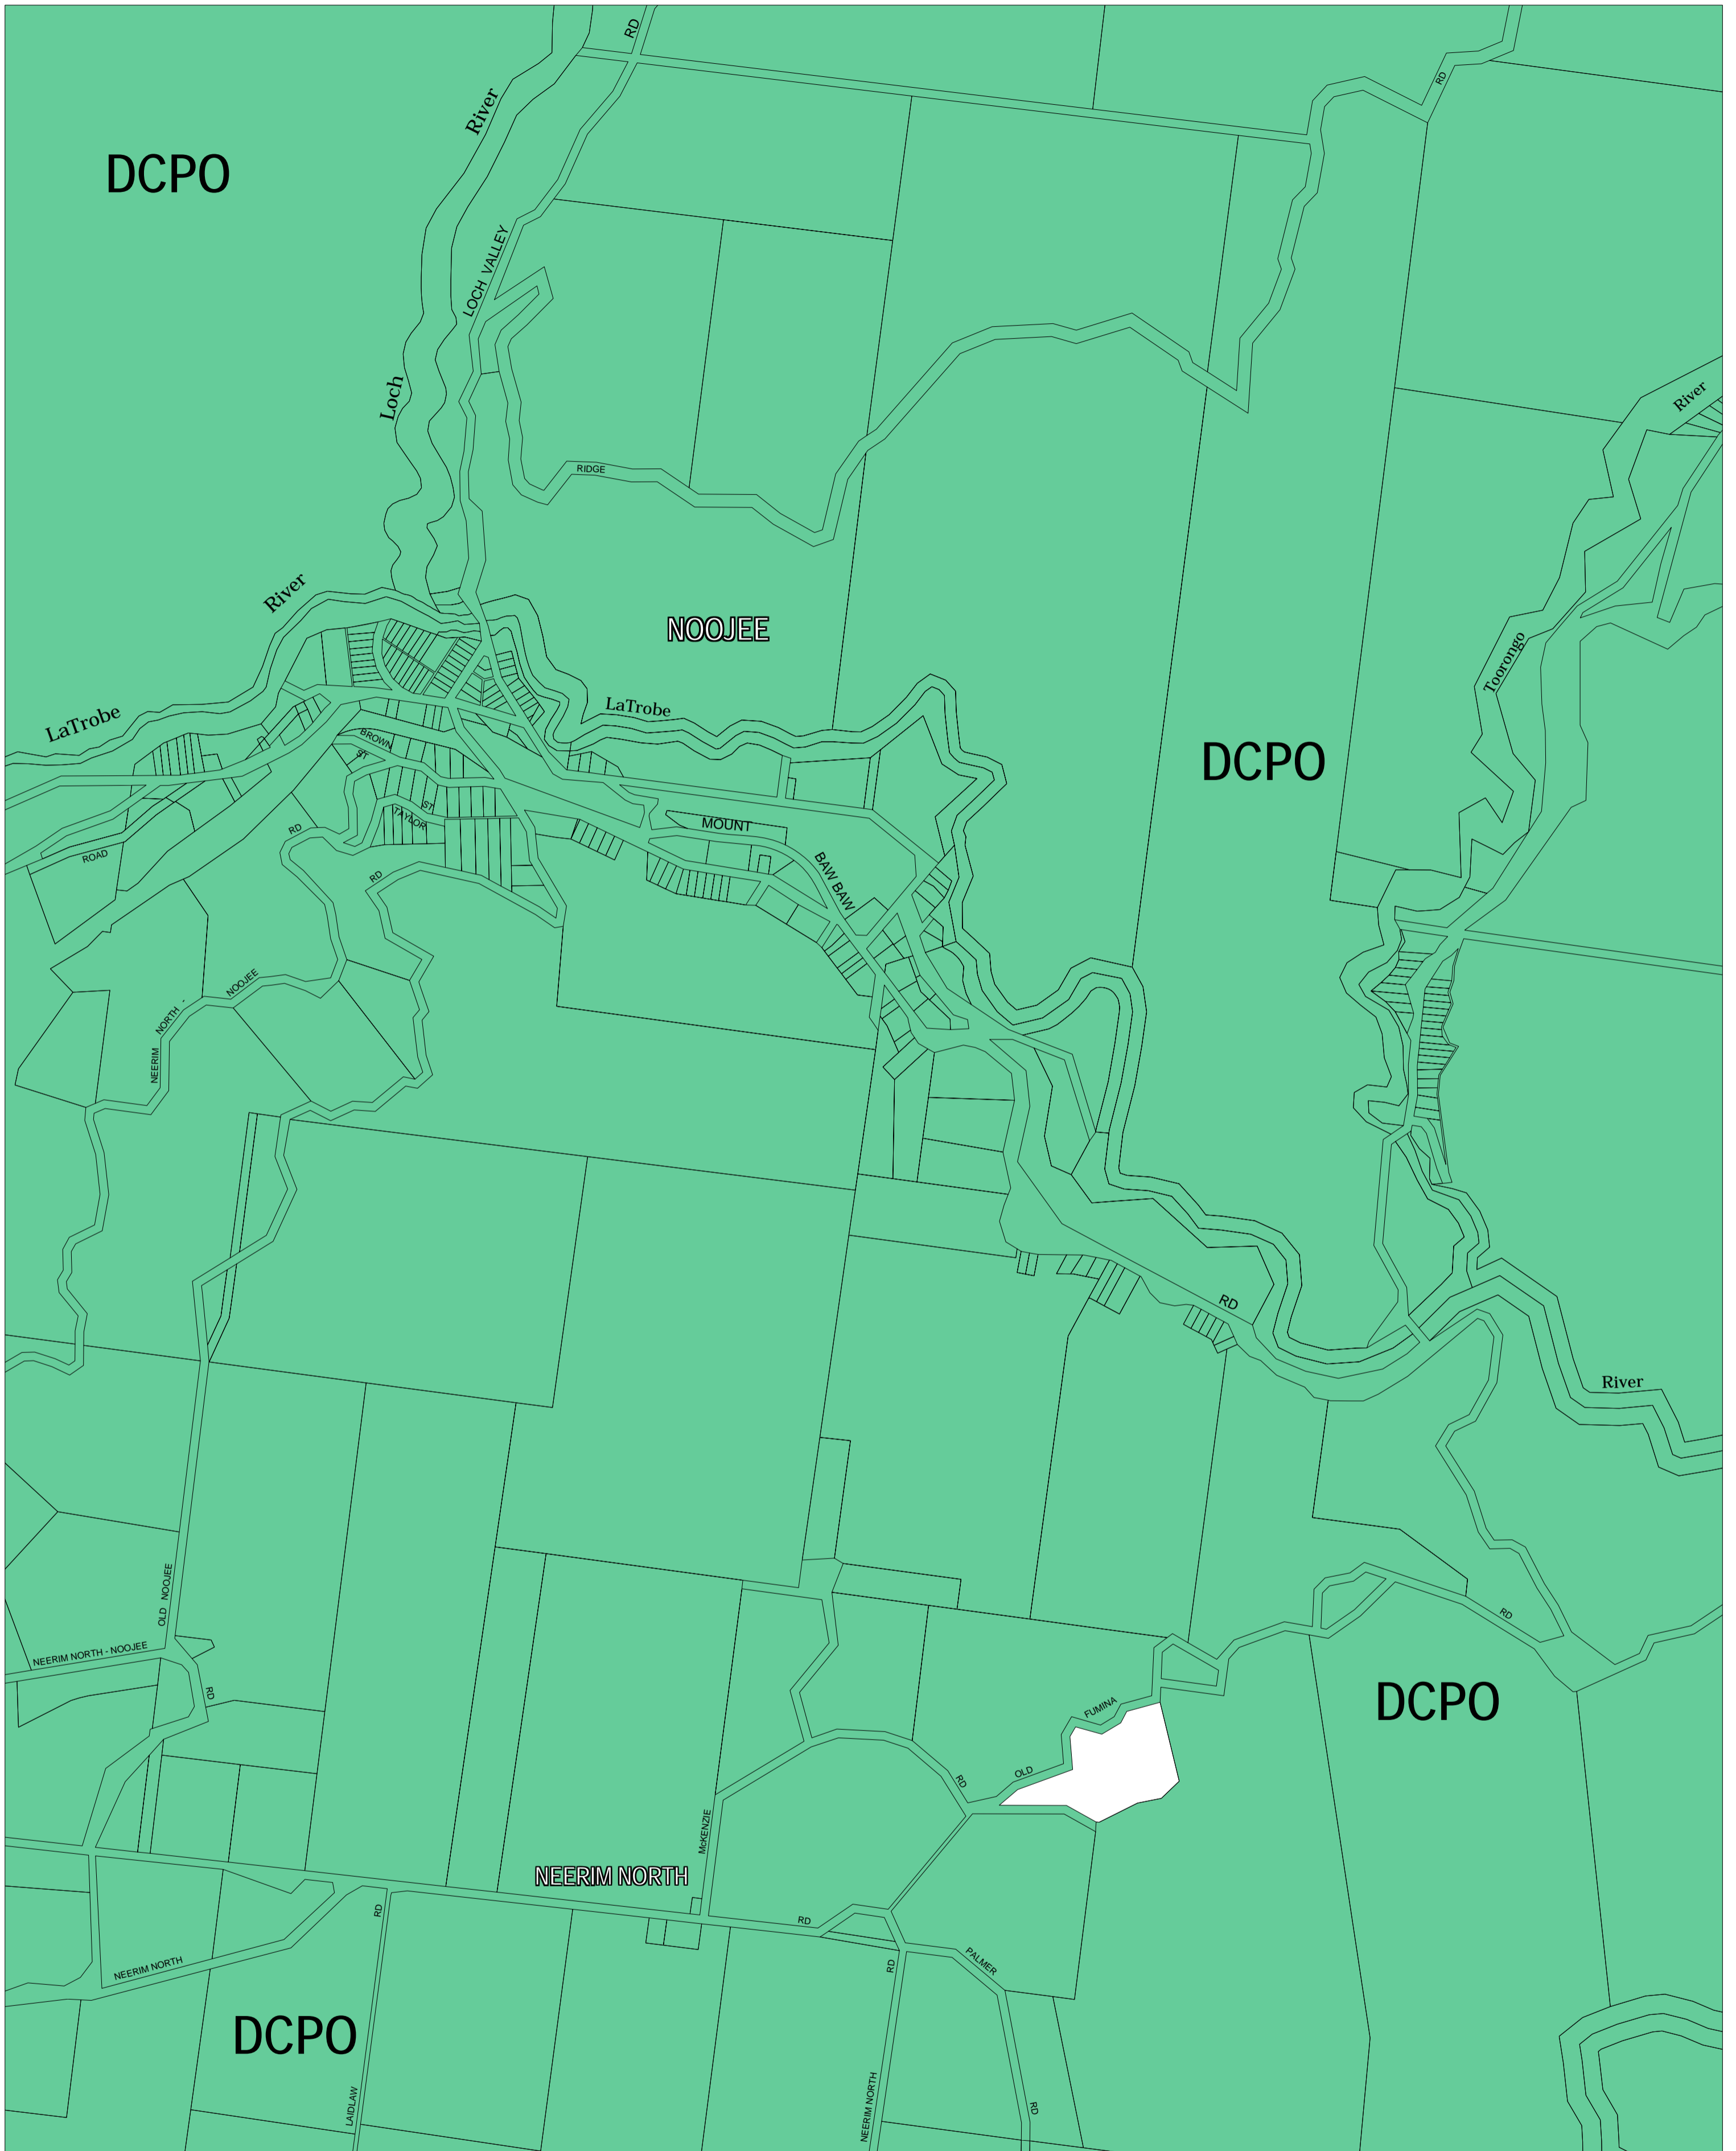 RD
RD
River
DCPO
LOCH VALLEY
Loch
River
RIDGE
River
NOOJEE
Toorongo
LaTrobe
LaTrobe
DCPO
BROWN
ST
ST
TAYLOR
RD
MOUNT
ROAD
RD
BAW BAW
NOOJEE
NORTH -
NEERIM
RD
River
OLD NOOJEE
RD
NEERIM NORTH - NOOJEE
RD
DCPO
FUMINA
OLD
RD
McKENZIE
NEERIM NORTH
RD
RD
PALMER
RD
NEERIM NORTH
DCPO
LAIDLAW
NEERIM NORTH
RD